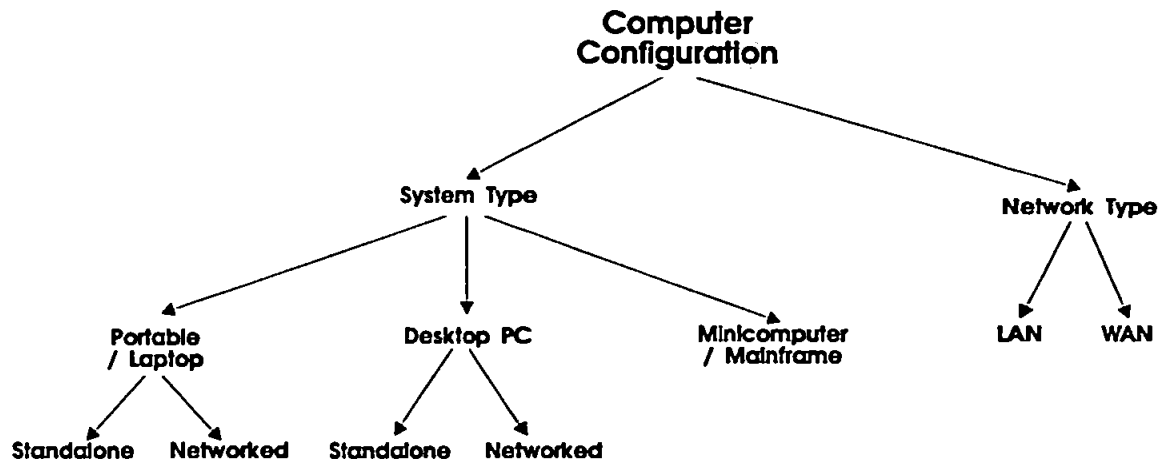 Computer
Configuration
System Type
Network Type
Portable
/ Laptop
Desktop PC
Minicomputer
/ Mainframe
LAN
WAN
Standalone
Networked
Standalone
Networked